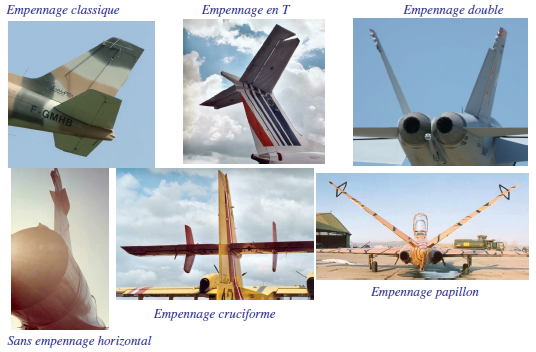 Empennage classique
Empennage en T
Empennage double
F-GMHB
Empennage cruciforme
Empennage papillon
Sans empennage horizontal